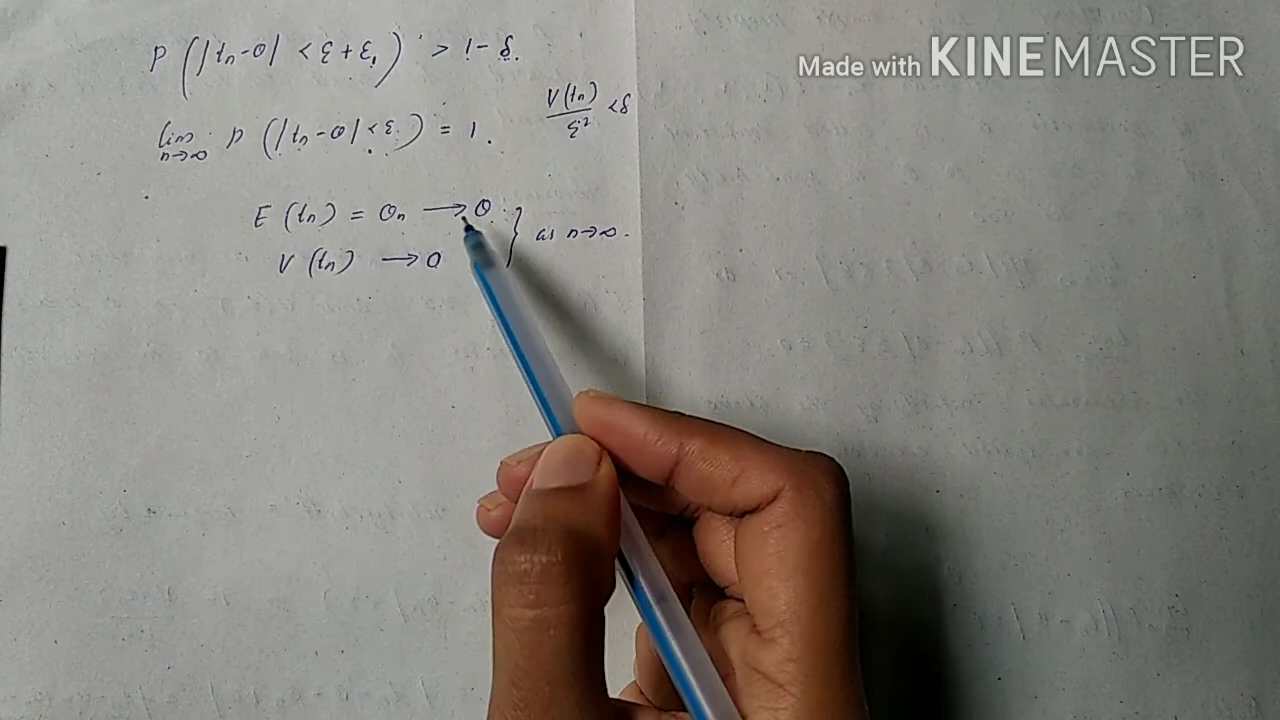 P(|tn-θ| < ε+ε1) > 1-δ.
Made with KINEMASTER
V(tn)/ε² < δ
lim n→∞ P(|tn-θ|<ε) = 1.
E(tn) = θn → θ
V(tn) → 0
} as n→∞.